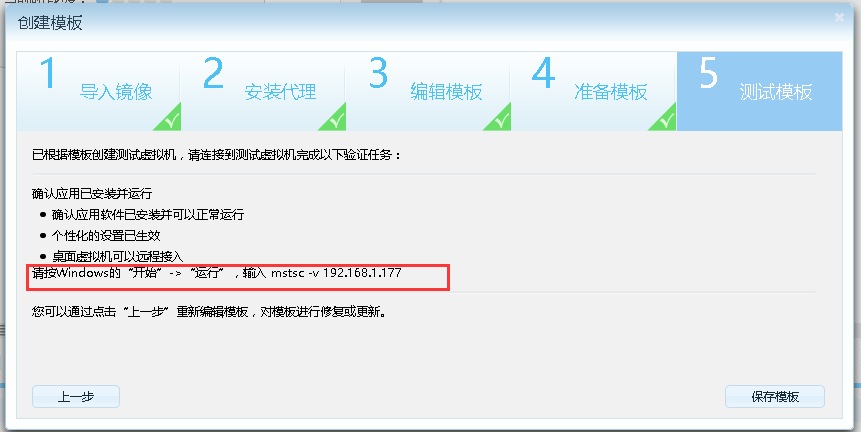 创建模板
1 导入镜像
2 安装代理
3 编辑模板
4 准备模板
5 测试模板
已根据模板创建测试虚拟机，请连接到测试虚拟机完成以下验证任务：
确认应用已安装并运行
● 确认应用软件已安装并可以正常运行
● 个性化的设置已生效
● 桌面虚拟机可以远程接入
请按Windows的“开始”->“运行”，输入 mstsc -v 192.168.1.177
您可以通过点击“上一步”重新编辑模板，对模板进行修复或更新。
上一步
保存模板